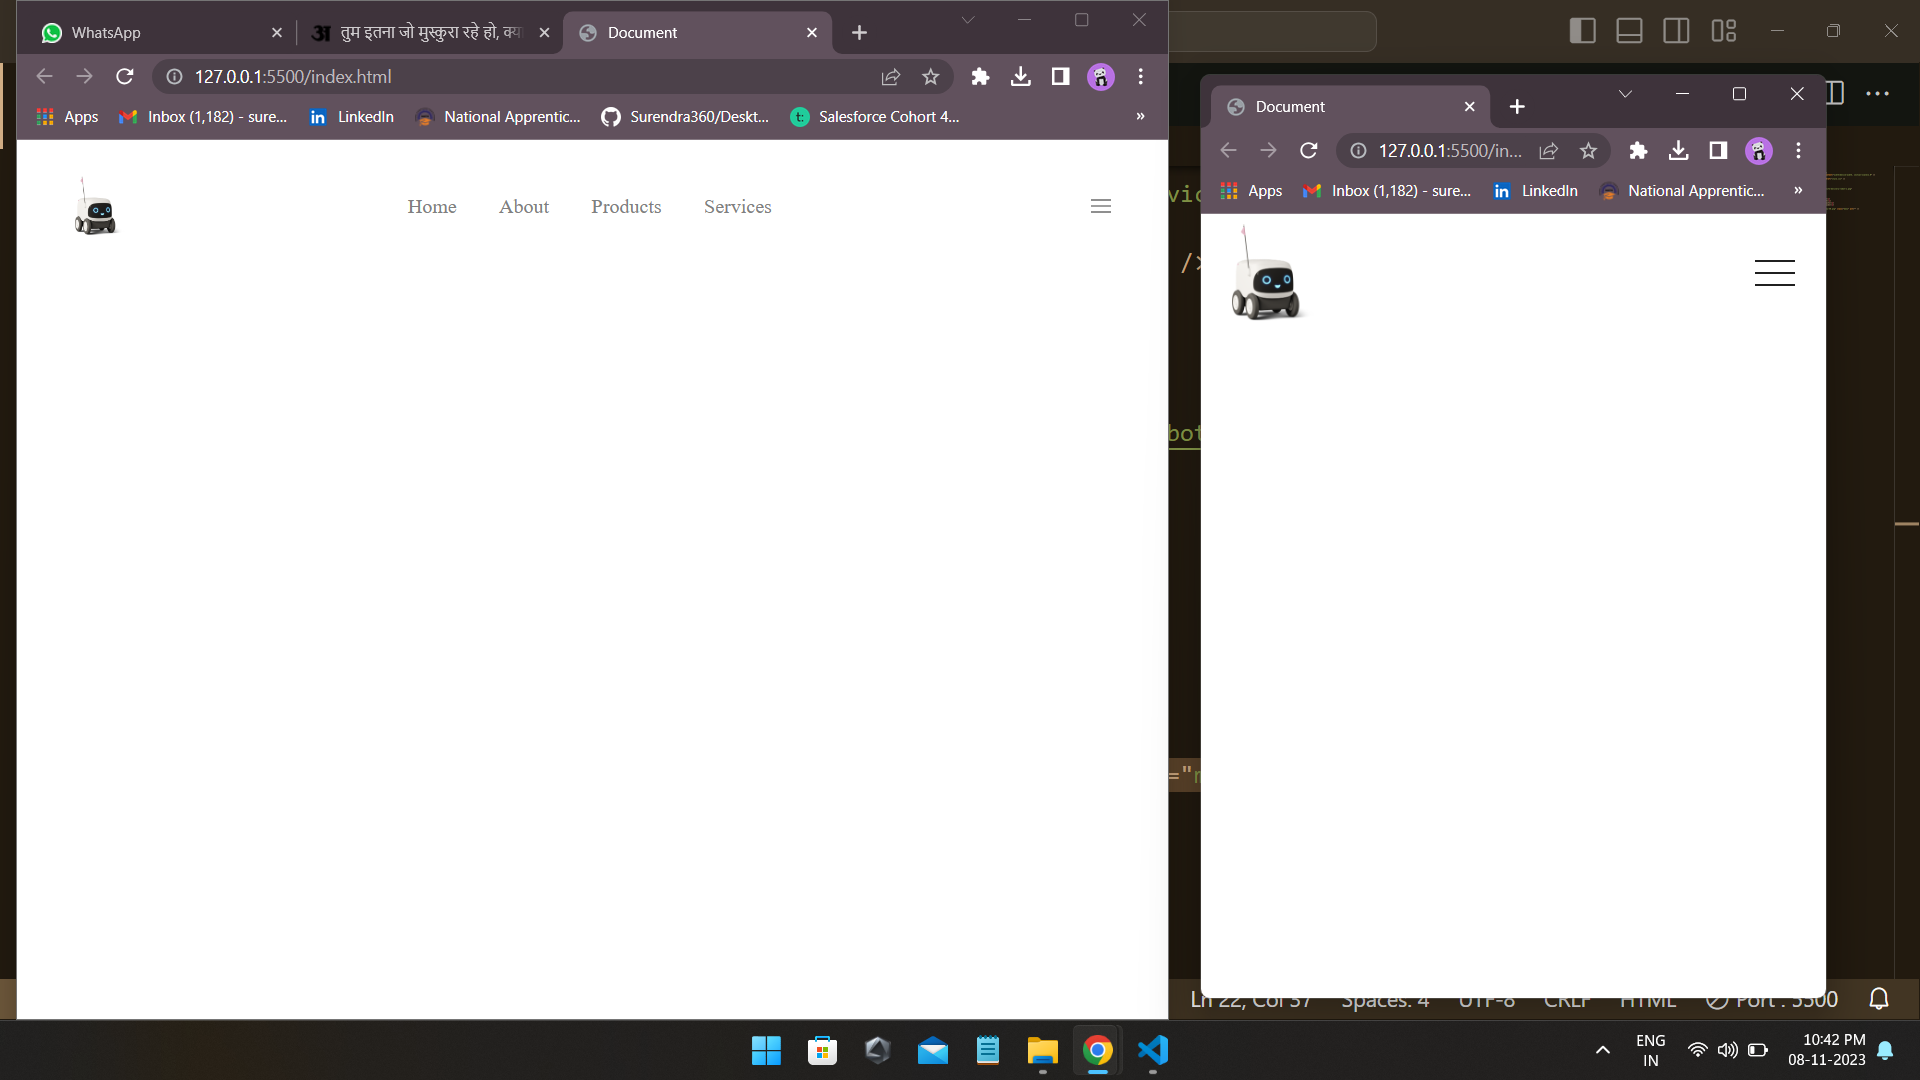 WhatsApp
तुम इतना जो मुस्कुरा रहे हो, क्या
Document
127.0.0.1:5500/index.html
Apps
Inbox (1,182) - sure...
LinkedIn
National Apprentic...
Surendra360/Deskt...
Salesforce Cohort 4...
»
Home
About
Products
Services
Document
127.0.0.1:5500/in...
Apps
Inbox (1,182) - sure...
LinkedIn
National Apprentic...
»
/>
bot
="
Ln 22, Col 37
Spaces: 4
UTF-8
CRLF
HTML
Port : 5500
ENG
IN
10:42 PM
08-11-2023